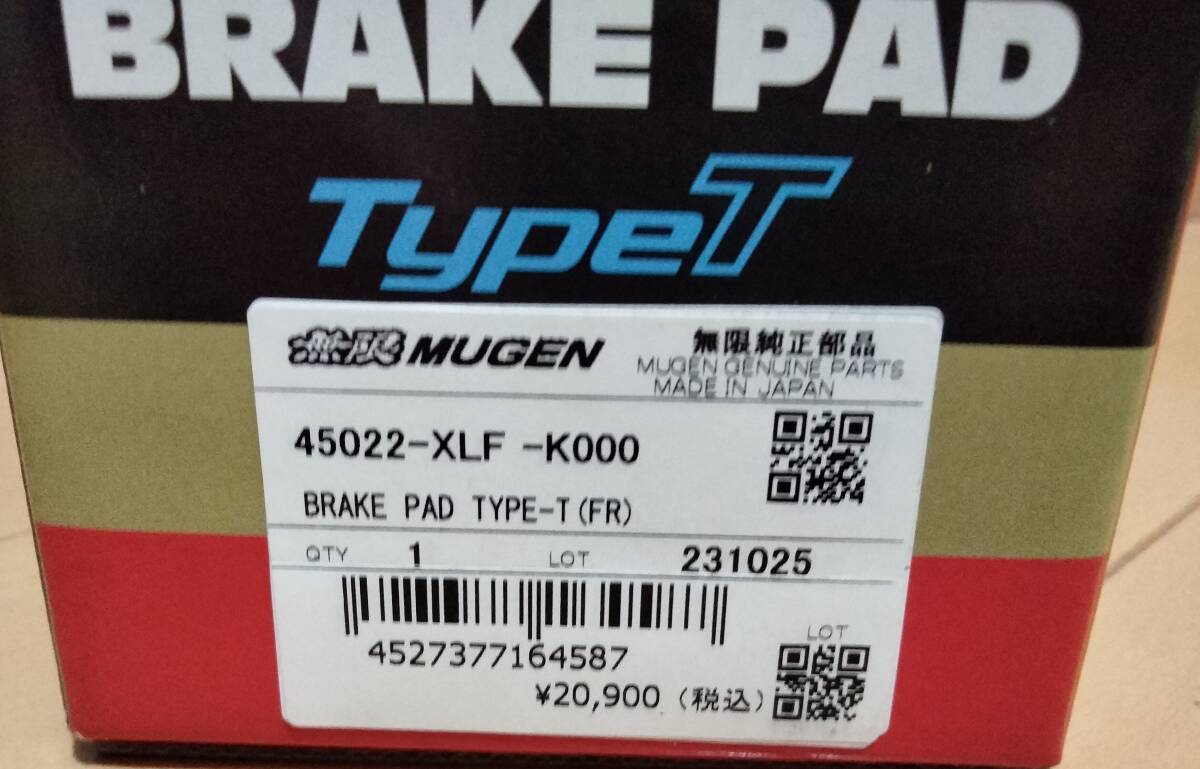 BRAKE PAD
TypeT
無限 MUGEN
無限純正部品
MUGEN GENUINE PARTS
MADE IN JAPAN
45022-XLF -K000
BRAKE PAD TYPE-T(FR)
QTY 1 LOT 231025
4527377164587
LOT
¥20,900 (税込)